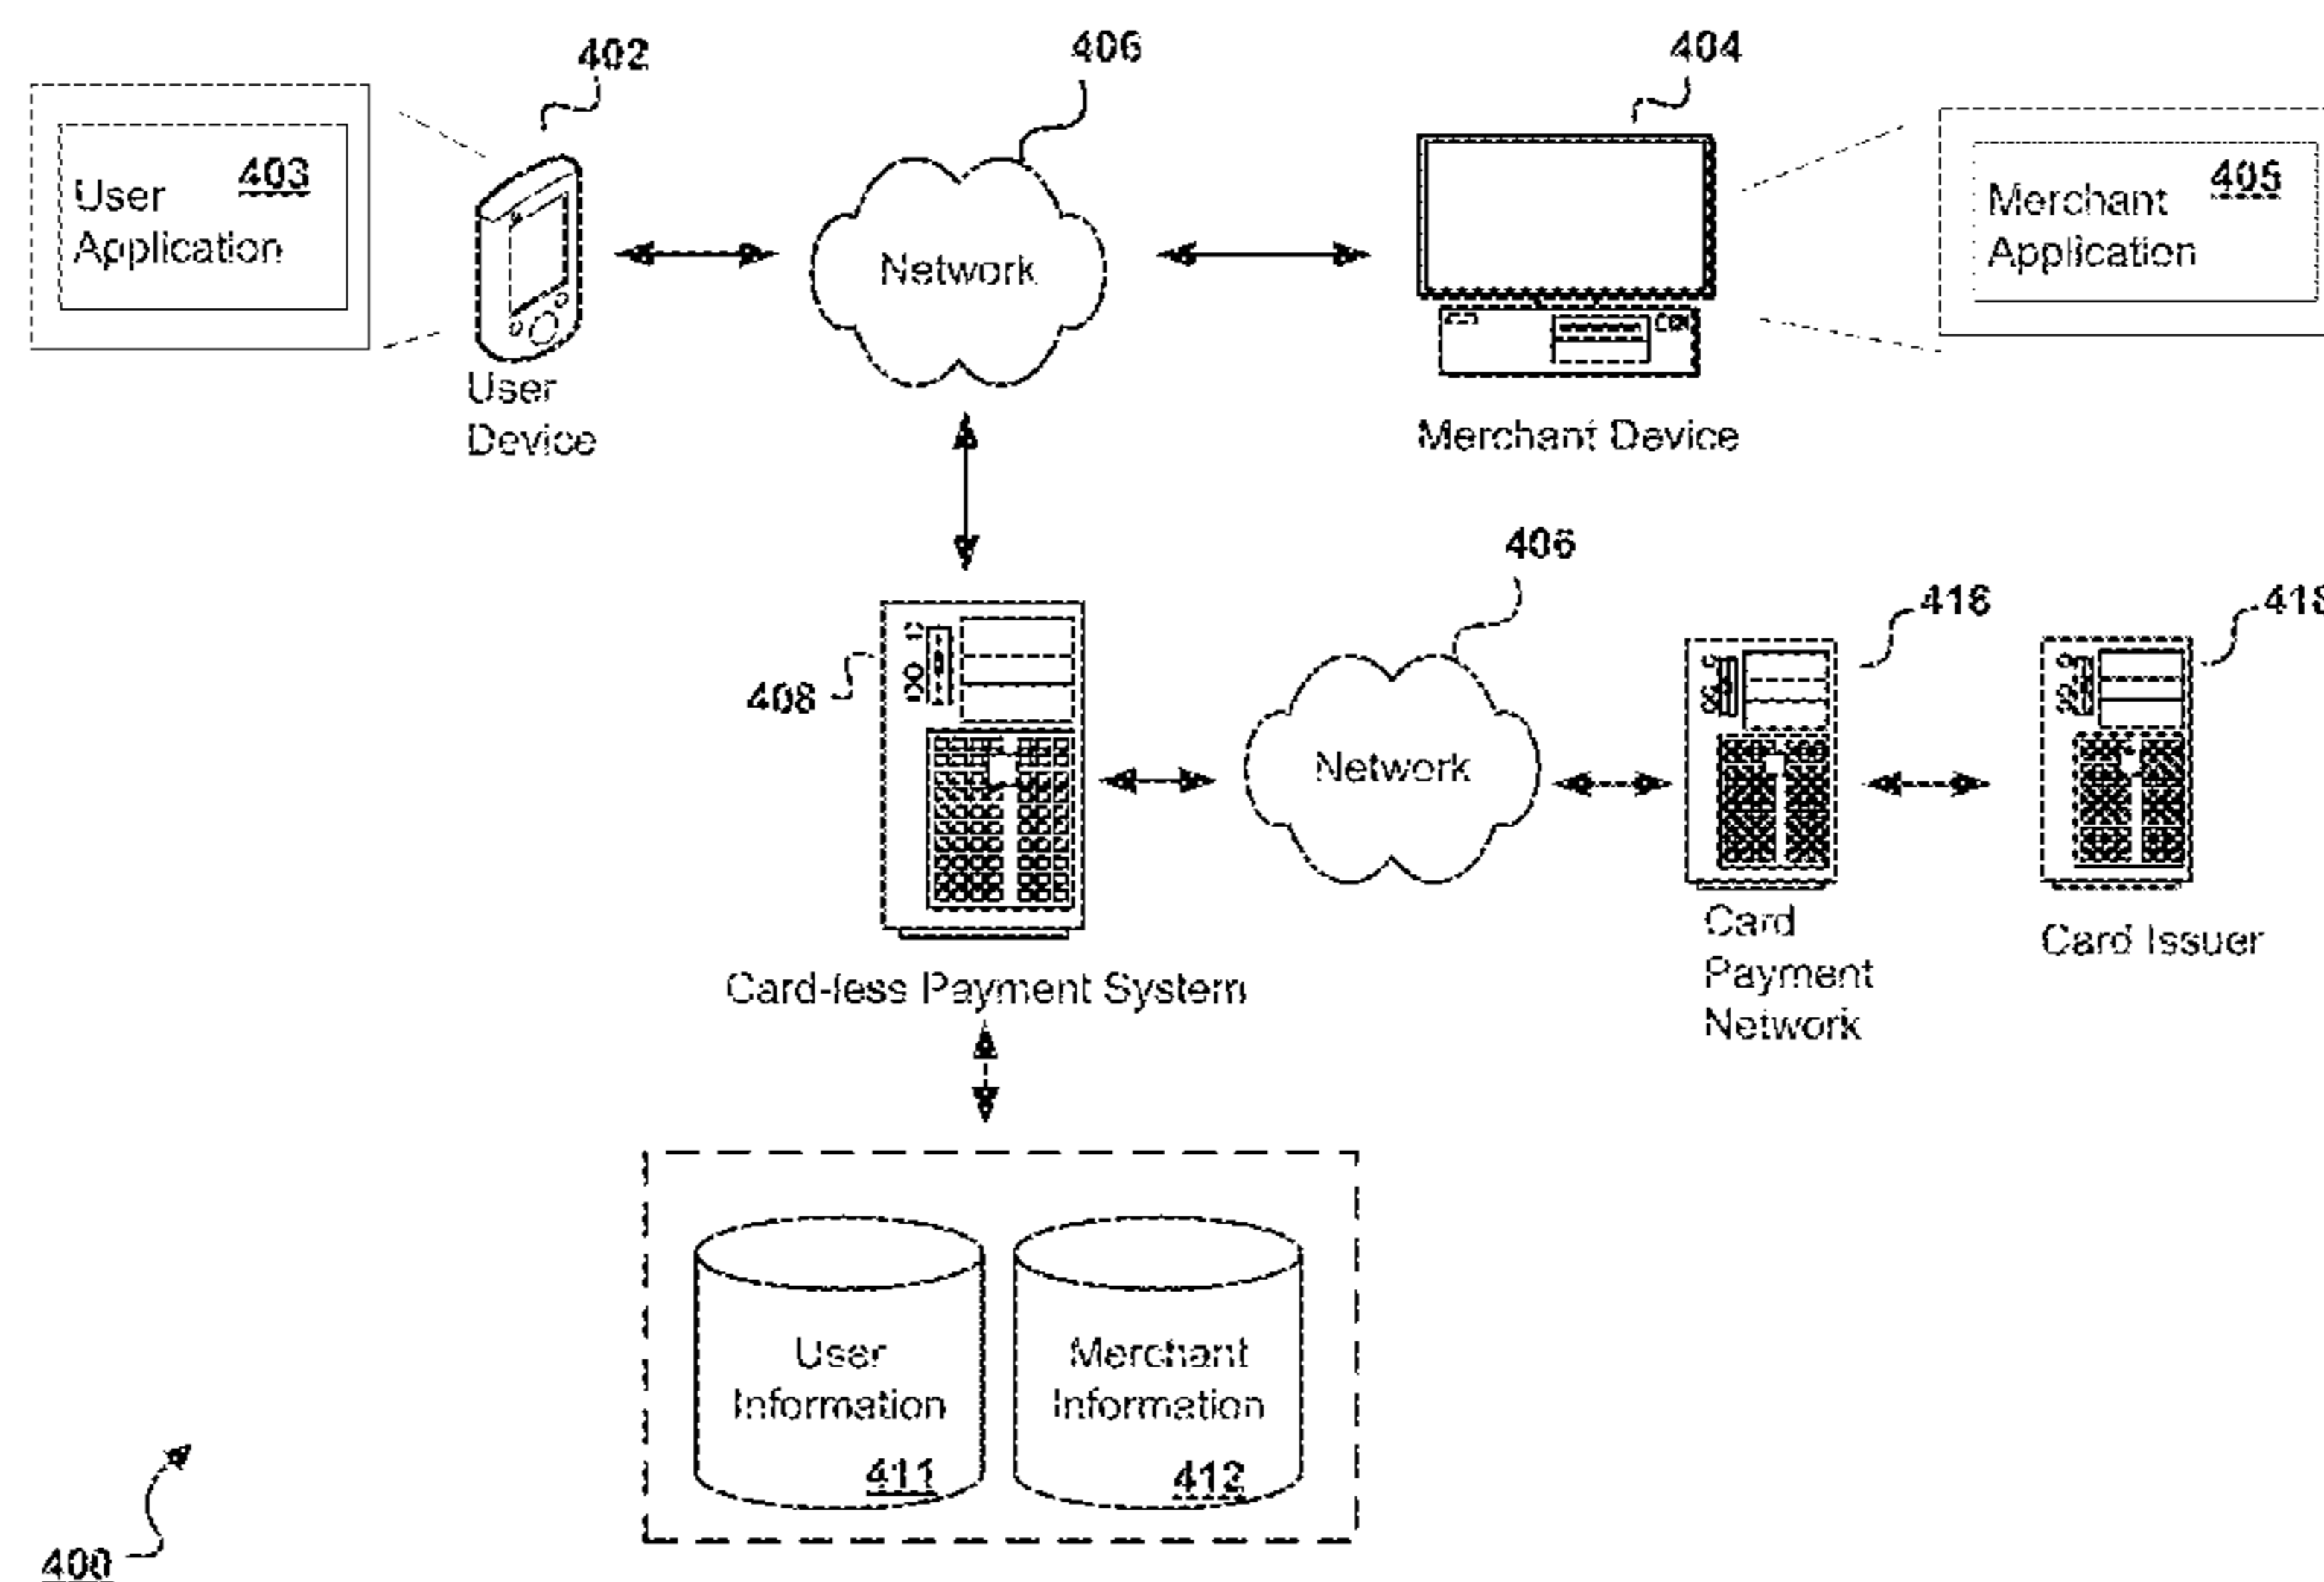 402
406
404
User
Application
403
Merchant
Application
405
Network
User
Device
Merchant Device
406
416
418
408
Network
Card
Payment
Network
Card Issuer
Card-less Payment System
User
Information
411
Merchant
Information
412
400